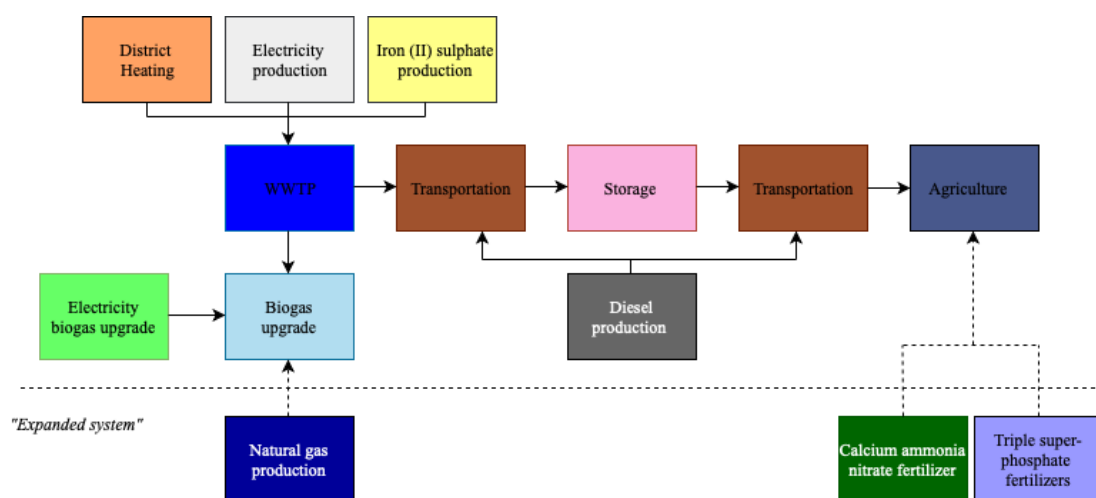 District
Heating
Electricity
production
Iron (II) sulphate
production
WWTP
Transportation
Storage
Transportation
Agriculture
Electricity
biogas upgrade
Biogas
upgrade
Diesel
production
"Expanded system"
Natural gas
production
Calcium ammonia
nitrate fertilizer
Triple super-
phosphate
fertilizers